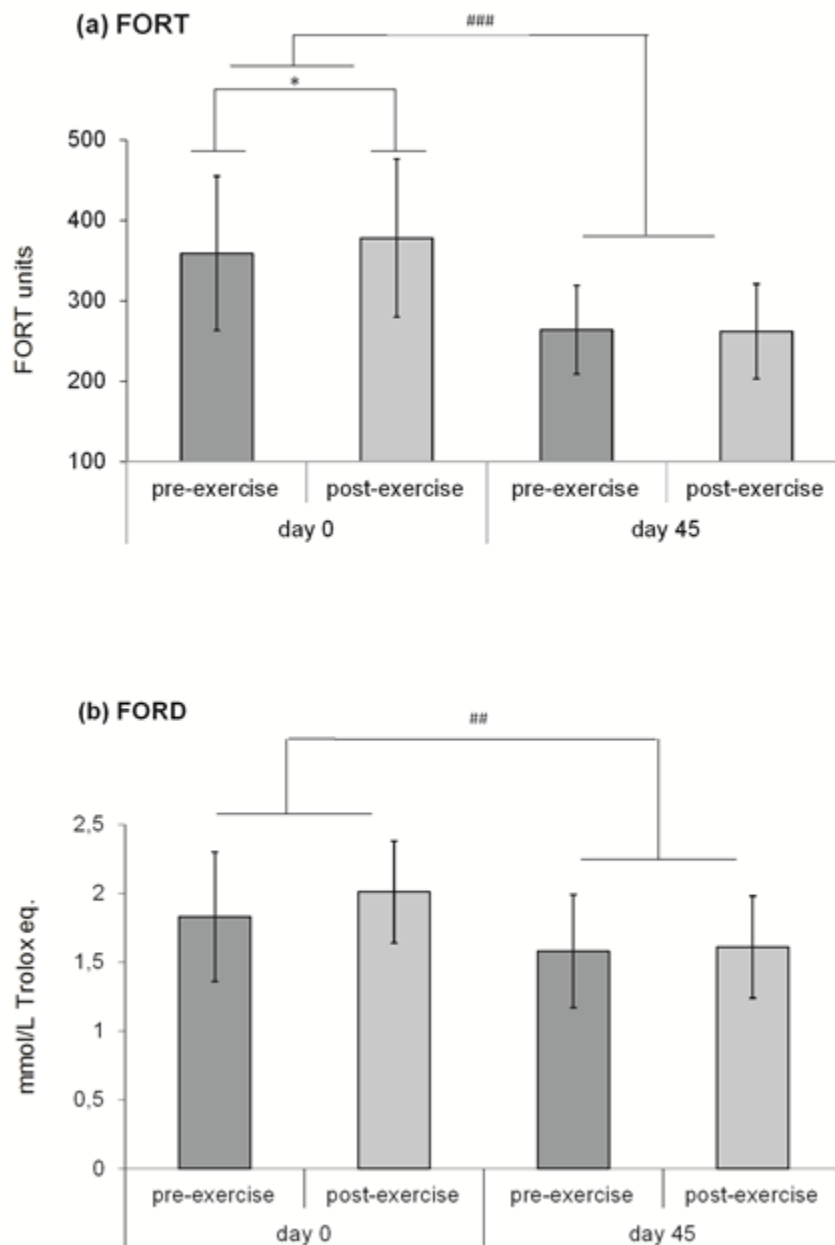 (a) FORT
###
*
500
400
300
200
100
FORT units
pre-exercise post-exercise pre-exercise post-exercise
day 0 day 45
(b) FORD
##
2,5
2
1,5
1
0,5
0
mmol/L Trolox eq.
pre-exercise post-exercise pre-exercise post-exercise
day 0 day 45